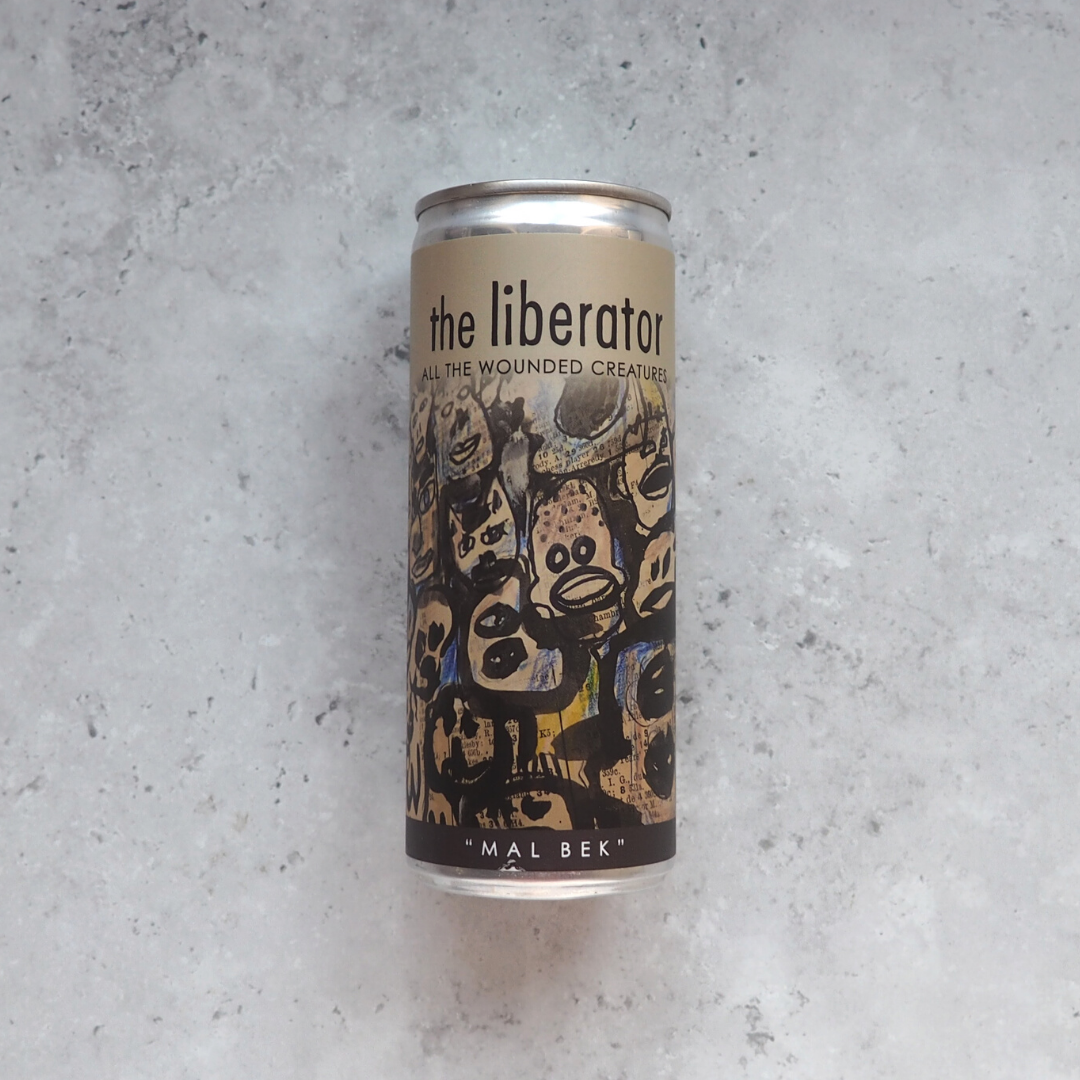 the liberator
ALL THE WOUNDED CREATURES
"MAL BEK"